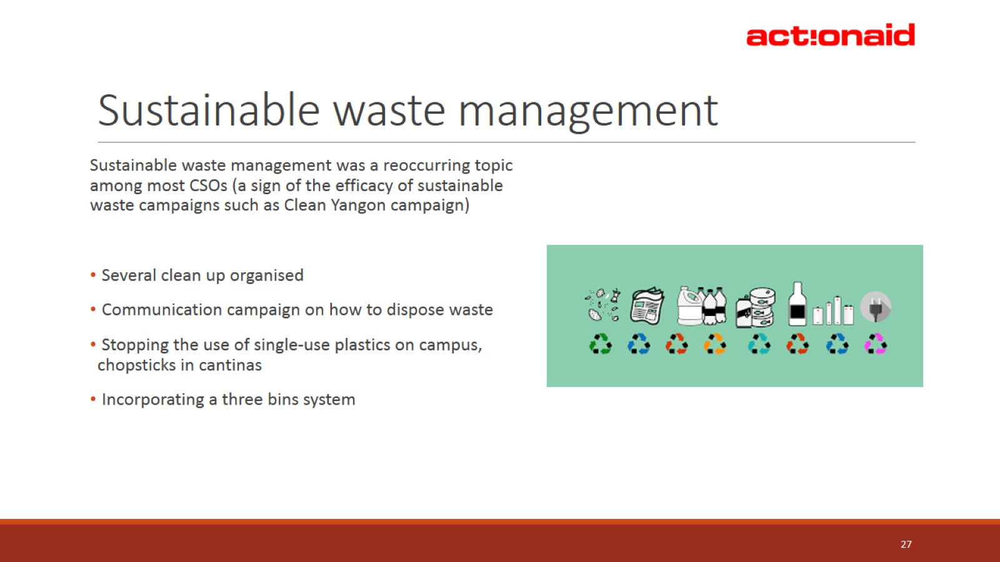 act!onaid
Sustainable waste management
Sustainable waste management was a reoccurring topic
among most CSOs (a sign of the efficacy of sustainable
waste campaigns such as Clean Yangon campaign)
• Several clean up organised
• Communication campaign on how to dispose waste
• Stopping the use of single-use plastics on campus,
chopsticks in cantinas
• Incorporating a three bins system
27